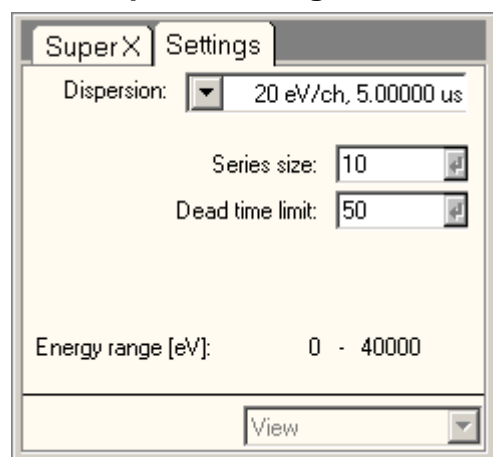 SuperX Settings
Dispersion: 20 eV/ch, 5.00000 us
Series size: 10
Dead time limit: 50
Energy range [eV]: 0 - 40000
View